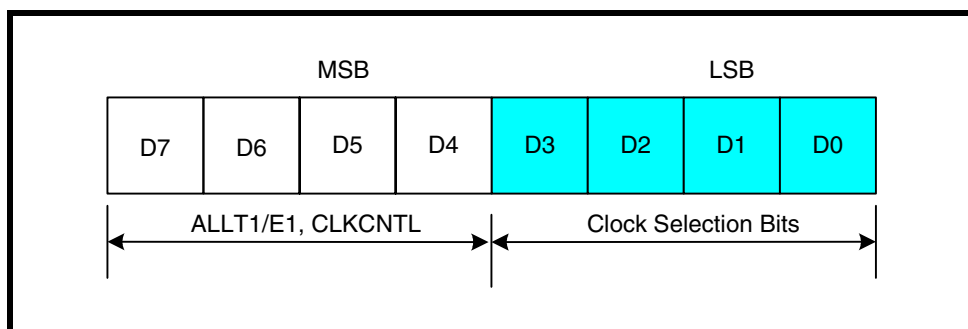 MSB LSB
D7 D6 D5 D4 D3 D2 D1 D0
ALLT1/E1, CLKCNTL Clock Selection Bits